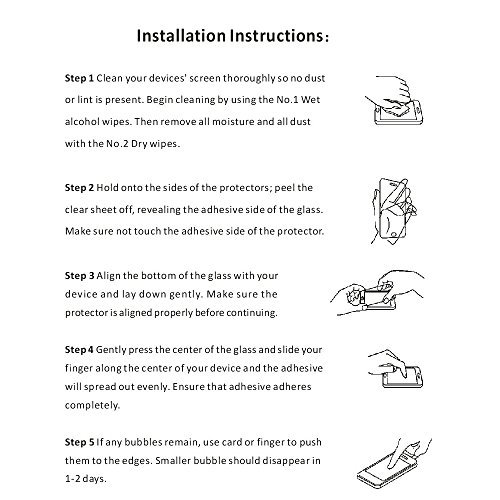 Installation Instructions:
Step 1 Clean your devices' screen thoroughly so no dust
or lint is present. Begin cleaning by using the No.1 Wet
alcohol wipes. Then remove all moisture and all dust
with the No.2 Dry wipes.
Step 2 Hold onto the sides of the protectors; peel the
clear sheet off, revealing the adhesive side of the glass.
Make sure not touch the adhesive side of the protector.
Step 3 Align the bottom of the glass with your
device and lay down gently. Make sure the
protector is aligned properly before continuing.
Step 4 Gently press the center of the glass and slide your
finger along the center of your device and the adhesive
will spread out evenly. Ensure that adhesive adheres
completely.
Step 5 If any bubbles remain, use card or finger to push
them to the edges. Smaller bubble should disappear in
1-2 days.